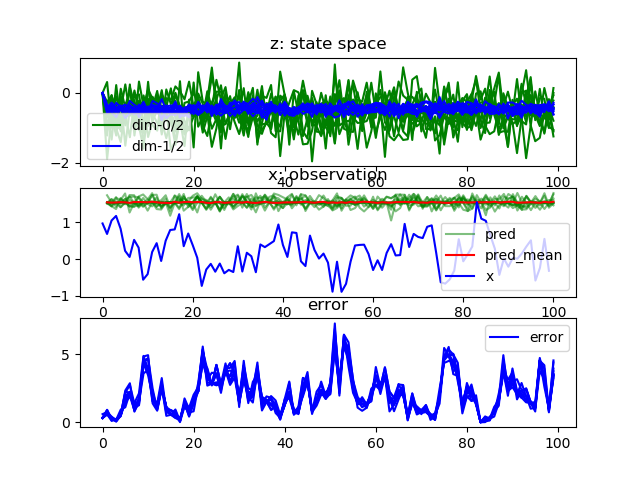 z: state space
0
−2
dim-0/2
dim-1/2
0 20 40 60 80 100
x: observation
1
0
−1
pred
pred_mean
x
0 20 40 60 80 100
error
5
0
error
0 20 40 60 80 100